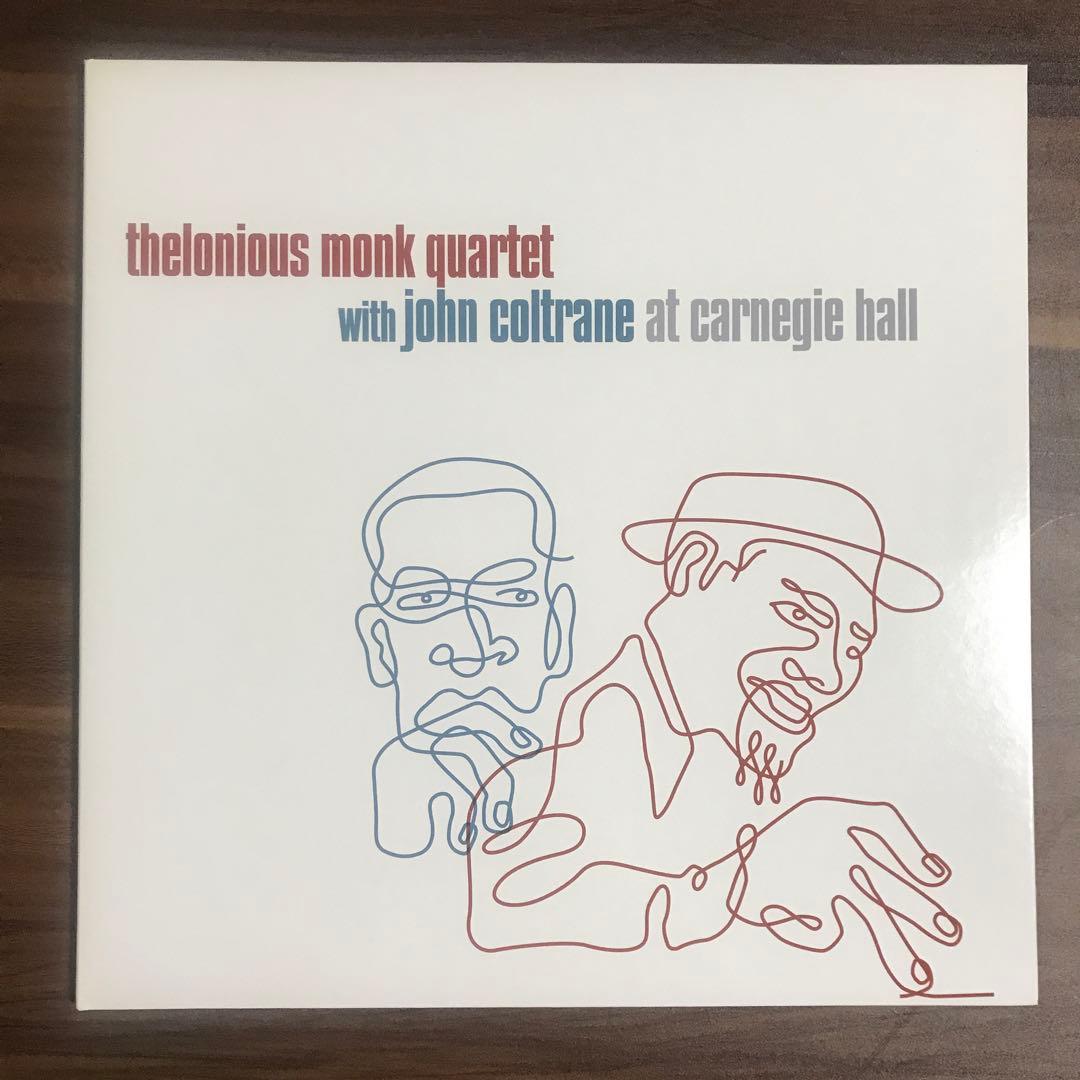 thelonious monk quartet
with john coltrane at carnegie hall